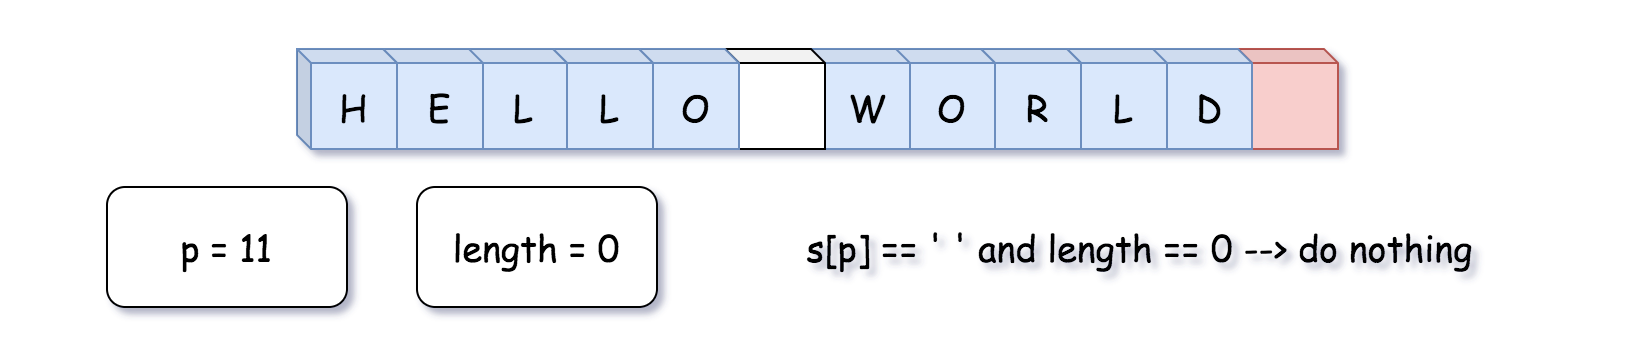 H E L L O W O R L D
p = 11 length = 0 s[p] == ' ' and length == 0 --> do nothing